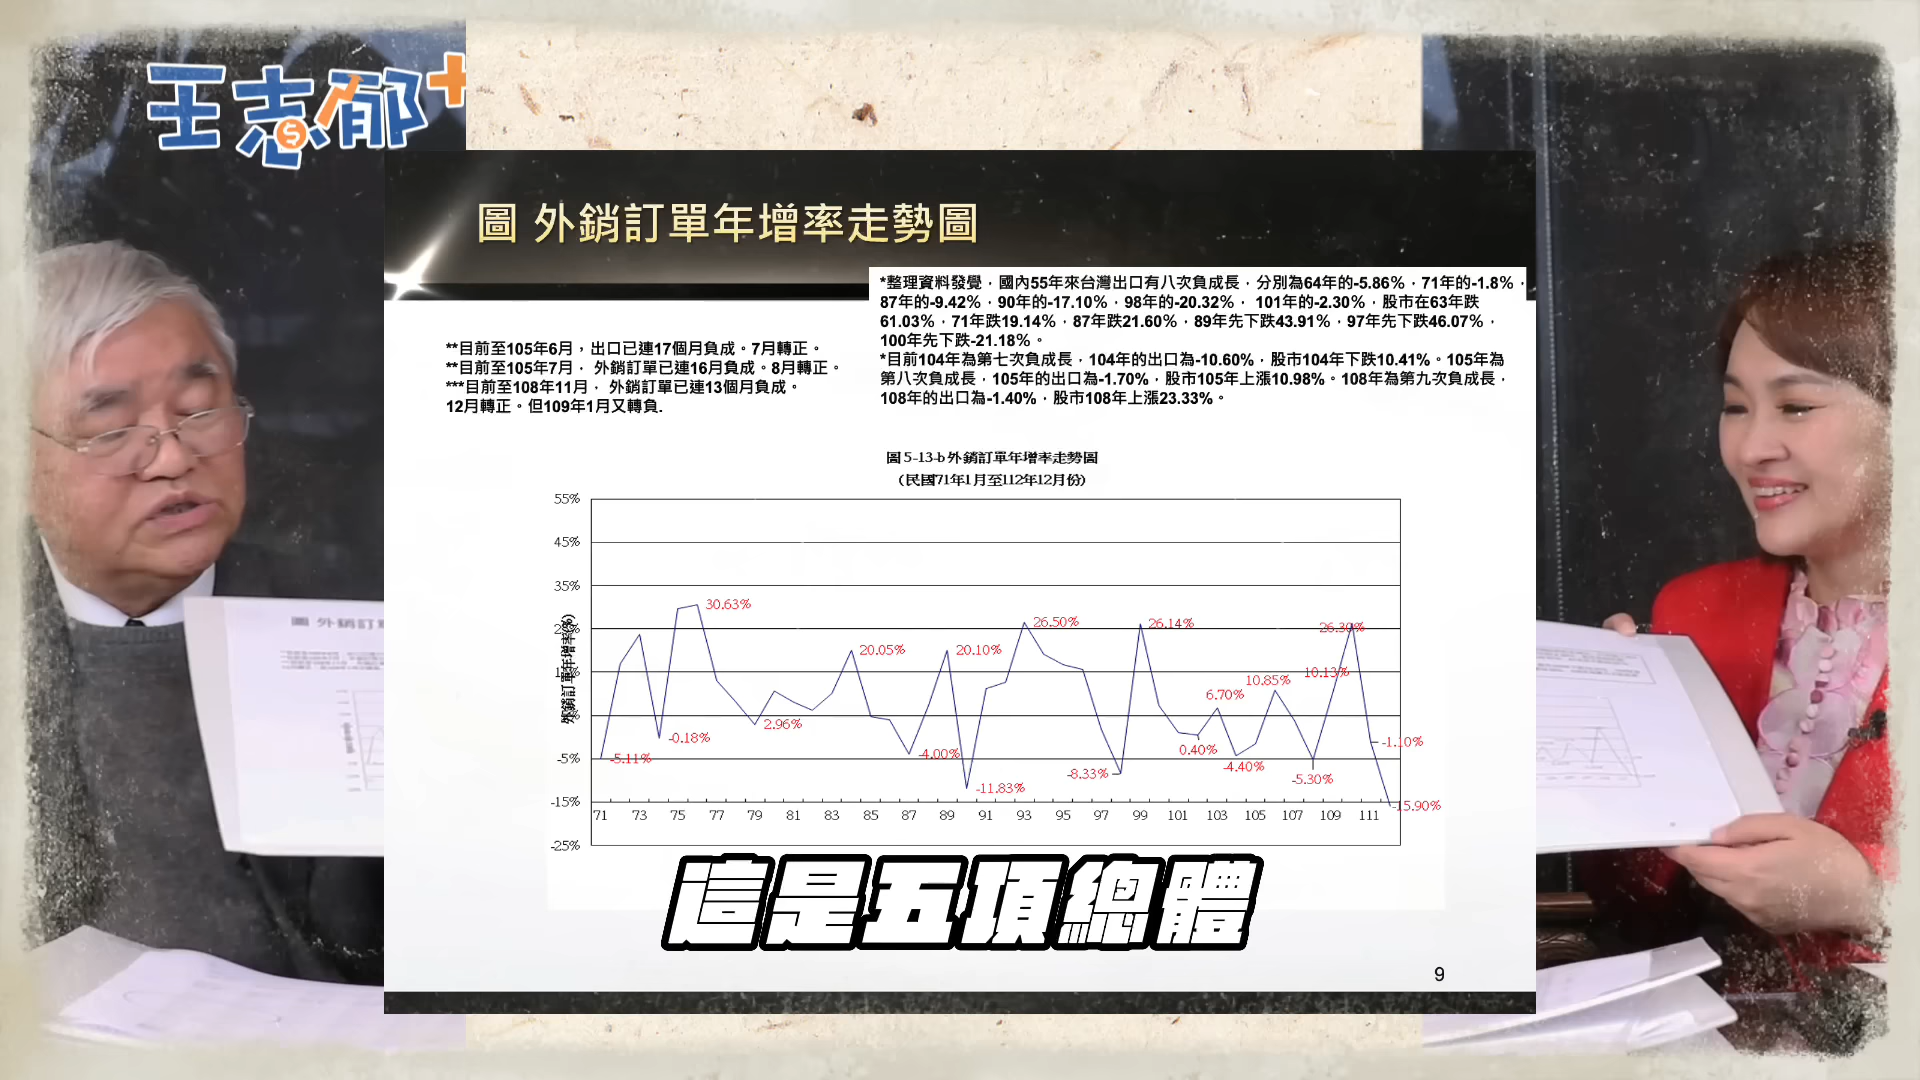 王志郁+
圖 外銷訂單年增率走勢圖
*整理資料發覺，國內55年來台灣出口有八次負成長，分別為64年的-5.86%，71年的-1.8%，
87年的-9.42%，90年的-17.10%，98年的-20.32%， 101年的-2.30%，股市在63年跌
61.03%，71年跌19.14%，87年跌21.60%，89年先下跌43.91%，97年先下跌46.07%，
100年先下跌-21.18%。
*目前104年為第七次負成長，104年的出口為-10.60%，股市104年下跌10.41%。105年為
第八次負成長，105年的出口為-1.70%，股市105年上漲10.98%。108年為第九次負成長，
108年的出口為-1.40%，股市108年上漲23.33%。
**目前至105年6月，出口已連17個月負成。7月轉正。
**目前至105年7月， 外銷訂單已連16月負成。8月轉正。
***目前至108年11月， 外銷訂單已連13個月負成。
12月轉正。但109年1月又轉負.
圖 5-13-b 外銷訂單年增率走勢圖
(民國71年1月至112年12月份)
外銷訂單年增率(%)
55%
45%
35%
25%
15%
5%
-5%
-15%
-25%
-5.11%
-0.18%
30.63%
2.96%
20.05%
-4.00%
20.10%
-11.83%
26.50%
-8.33%
26.14%
0.40%
6.70%
-4.40%
10.85%
-5.30%
10.13%
26.30%
-1.10%
-15.90%
71 73 75 77 79 81 83 85 87 89 91 93 95 97 99 101 103 105 107 109 111
這是五項總體
9